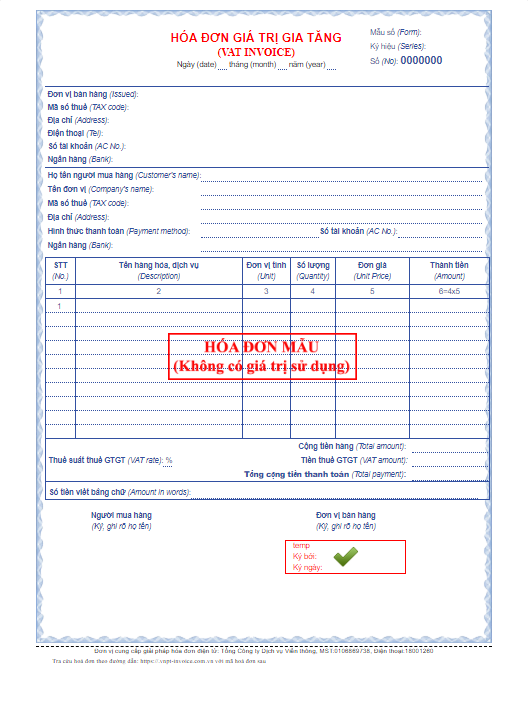 HÓA ĐƠN GIÁ TRỊ GIA TĂNG
(VAT INVOICE)
Ngày (date) tháng (month) năm (year)
Mẫu số (Form):
Ký hiệu (Series):
Số (No): 0000000
Đơn vị bán hàng (Issued):
Mã số thuế (TAX code):
Địa chỉ (Address):
Điện thoại (Tel):
Số tài khoản (AC No.):
Ngân hàng (Bank):
Họ tên người mua hàng (Customer's name):
Tên đơn vị (Company's name):
Mã số thuế (TAX code):
Địa chỉ (Address):
Hình thức thanh toán (Payment method): Số tài khoản (AC No.):
Ngân hàng (Bank):
STT Tên hàng hóa, dịch vụ Đơn vị tính Số lượng Đơn giá Thành tiền
(No.) (Description) (Unit) (Quantity) (Unit Price) (Amount)
1 2 3 4 5 6=4x5
1
HÓA ĐƠN MẪU
(Không có giá trị sử dụng)
Cộng tiền hàng (Total amount):
Thuế suất thuế GTGT (VAT rate): % Tiền thuế GTGT (VAT amount):
Tổng cộng tiền thanh toán (Total payment):
Số tiền viết bằng chữ (Amount in words):
Người mua hàng Đơn vị bán hàng
(Ký, ghi rõ họ tên) (Ký, ghi rõ họ tên)
temp
Ký bởi:
Ký ngày:
Đơn vị cung cấp giải pháp hóa đơn điện tử: Tổng Công ty Dịch vụ Viễn thông, MST:0106869738, Điện thoại:18001260
Tra cứu hóa đơn theo đường dẫn: https://.vnpt-invoice.com.vn với mã hoá đơn sau